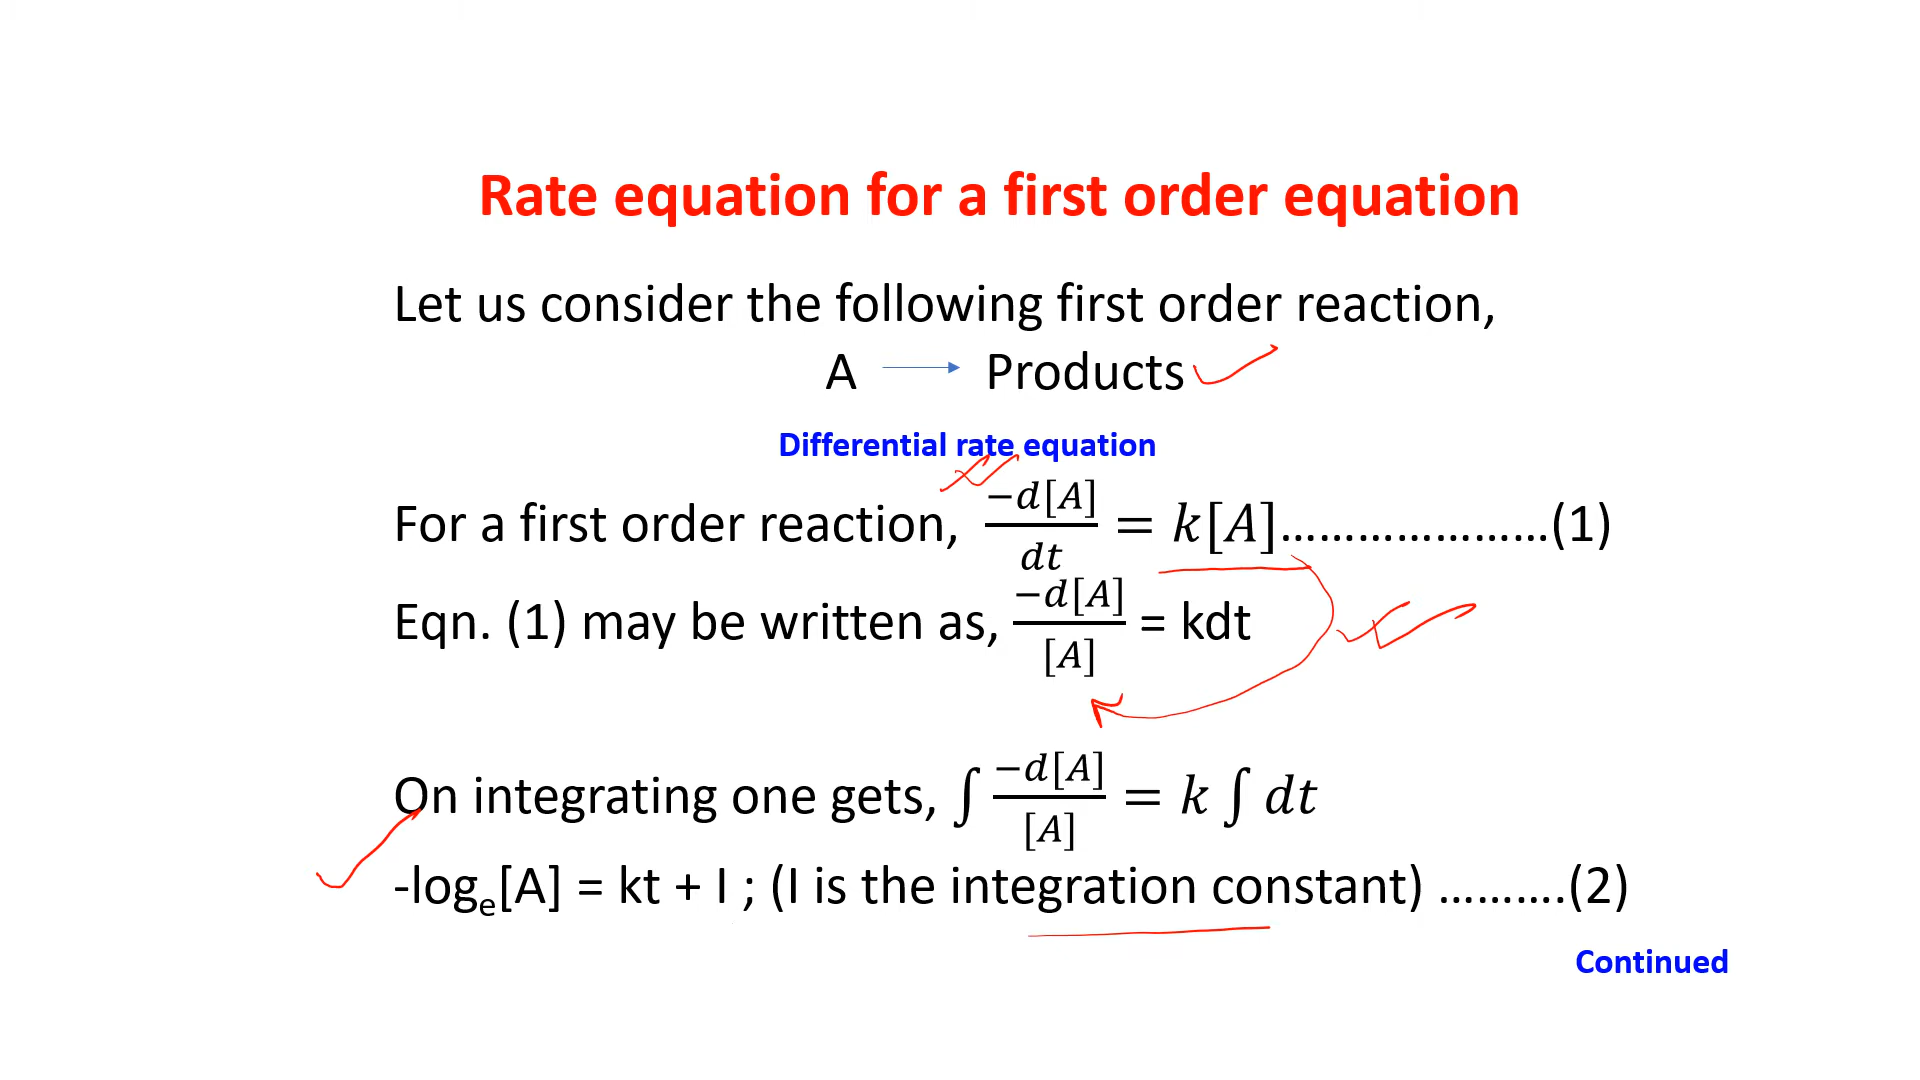 Rate equation for a first order equation
Let us consider the following first order reaction,
A → Products
Differential rate equation
For a first order reaction, −d[A]/dt = k[A].....................(1)
Eqn. (1) may be written as, −d[A]/[A] = kdt
On integrating one gets, ∫ −d[A]/[A] = k ∫ dt
-logₑ[A] = kt + I ; (I is the integration constant) ..........(2)
Continued